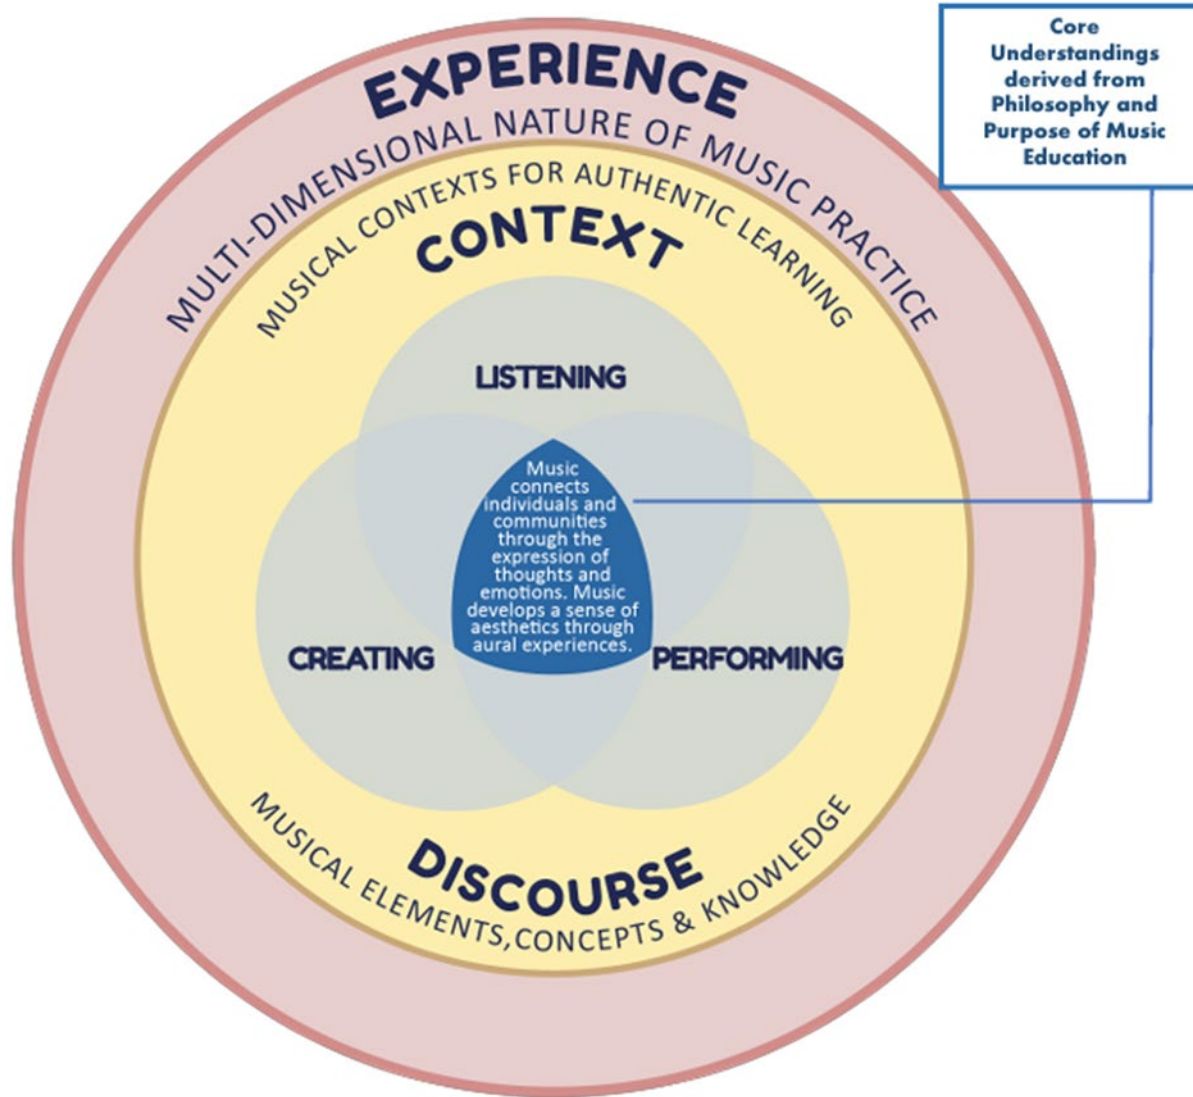 Core
Understandings
derived from
Philosophy and
Purpose of Music
Education
EXPERIENCE
MULTI-DIMENSIONAL NATURE OF MUSIC PRACTICE
MUSICAL CONTEXTS FOR AUTHENTIC LEARNING
CONTEXT
LISTENING
Music
connects
individuals and
communities
through the
expression of
thoughts and
emotions. Music
develops a sense of
aesthetics through
aural experiences.
CREATING
PERFORMING
DISCOURSE
MUSICAL ELEMENTS,CONCEPTS & KNOWLEDGE